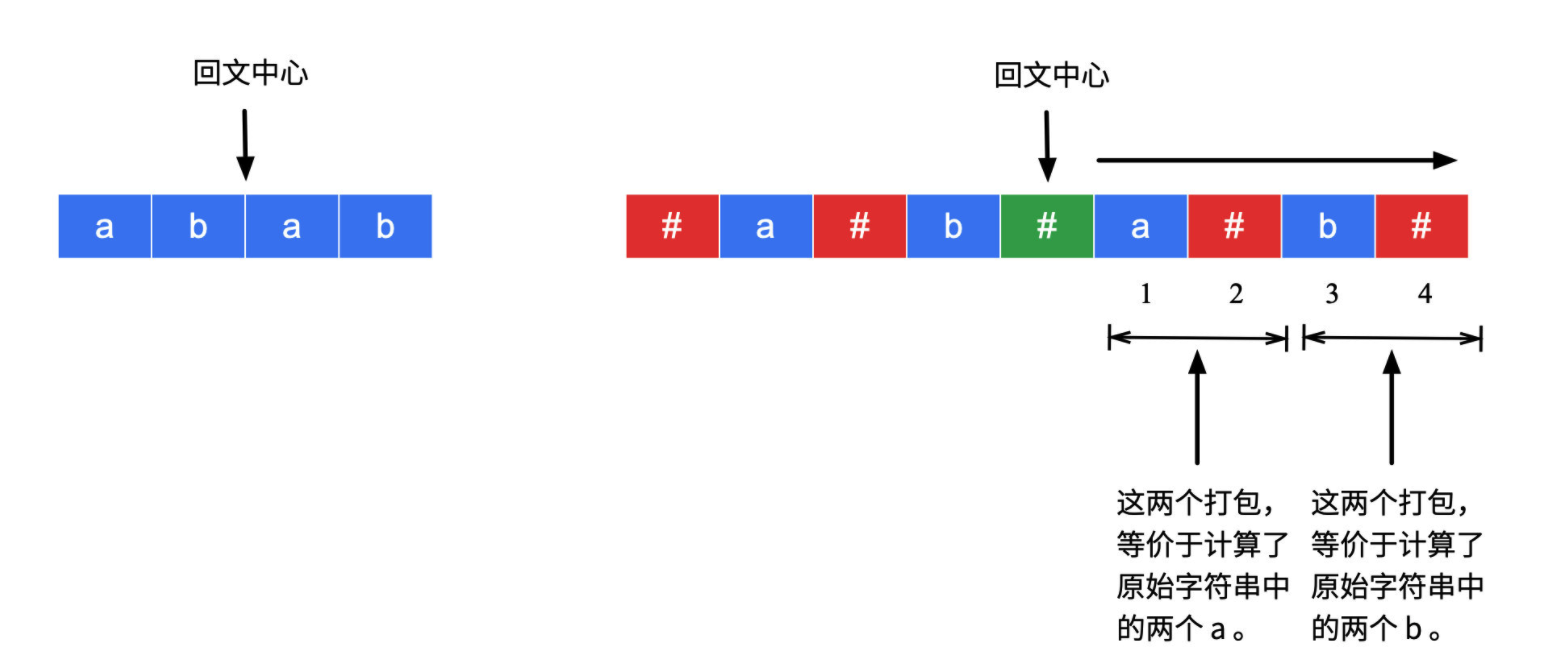 回文中心
回文中心
a b a b
# a # b # a # b #
1 2 3 4
这两个打包，
等价于计算了
原始字符串中
的两个 a 。
这两个打包，
等价于计算了
原始字符串中
的两个 b 。